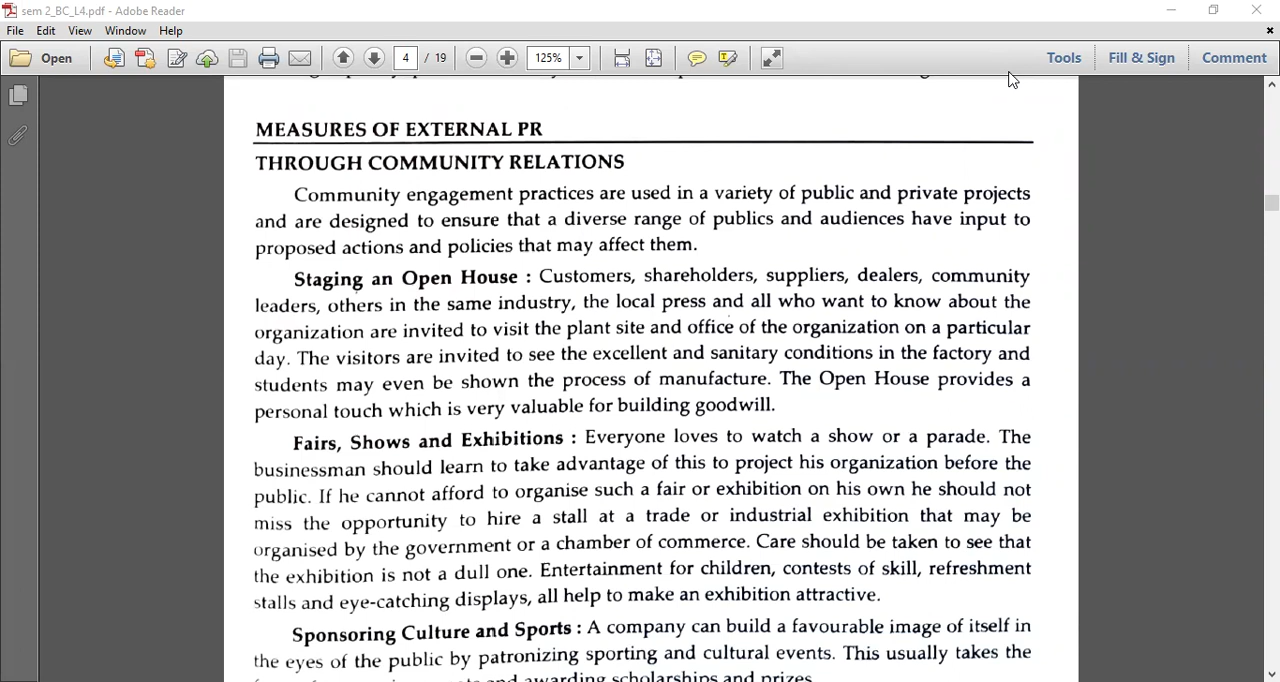 sem 2_BC_L4.pdf - Adobe Reader
File Edit View Window Help
Open 4 / 19 125% Tools Fill & Sign Comment
MEASURES OF EXTERNAL PR
THROUGH COMMUNITY RELATIONS
Community engagement practices are used in a variety of public and private projects
and are designed to ensure that a diverse range of publics and audiences have input to
proposed actions and policies that may affect them.
Staging an Open House : Customers, shareholders, suppliers, dealers, community
leaders, others in the same industry, the local press and all who want to know about the
organization are invited to visit the plant site and office of the organization on a particular
day. The visitors are invited to see the excellent and sanitary conditions in the factory and
students may even be shown the process of manufacture. The Open House provides a
personal touch which is very valuable for building goodwill.
Fairs, Shows and Exhibitions : Everyone loves to watch a show or a parade. The
businessman should learn to take advantage of this to project his organization before the
public. If he cannot afford to organise such a fair or exhibition on his own he should not
miss the opportunity to hire a stall at a trade or industrial exhibition that may be
organised by the government or a chamber of commerce. Care should be taken to see that
the exhibition is not a dull one. Entertainment for children, contests of skill, refreshment
stalls and eye-catching displays, all help to make an exhibition attractive.
Sponsoring Culture and Sports : A company can build a favourable image of itself in
the eyes of the public by patronizing sporting and cultural events. This usually takes the
and awarding scholarships and prizes.